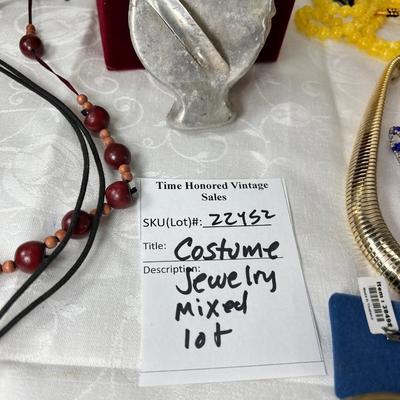 Time Honored Vintage
Sales
SKU(Lot)#: 22452
Title: Costume
Description: Jewelry
Mixed
lot